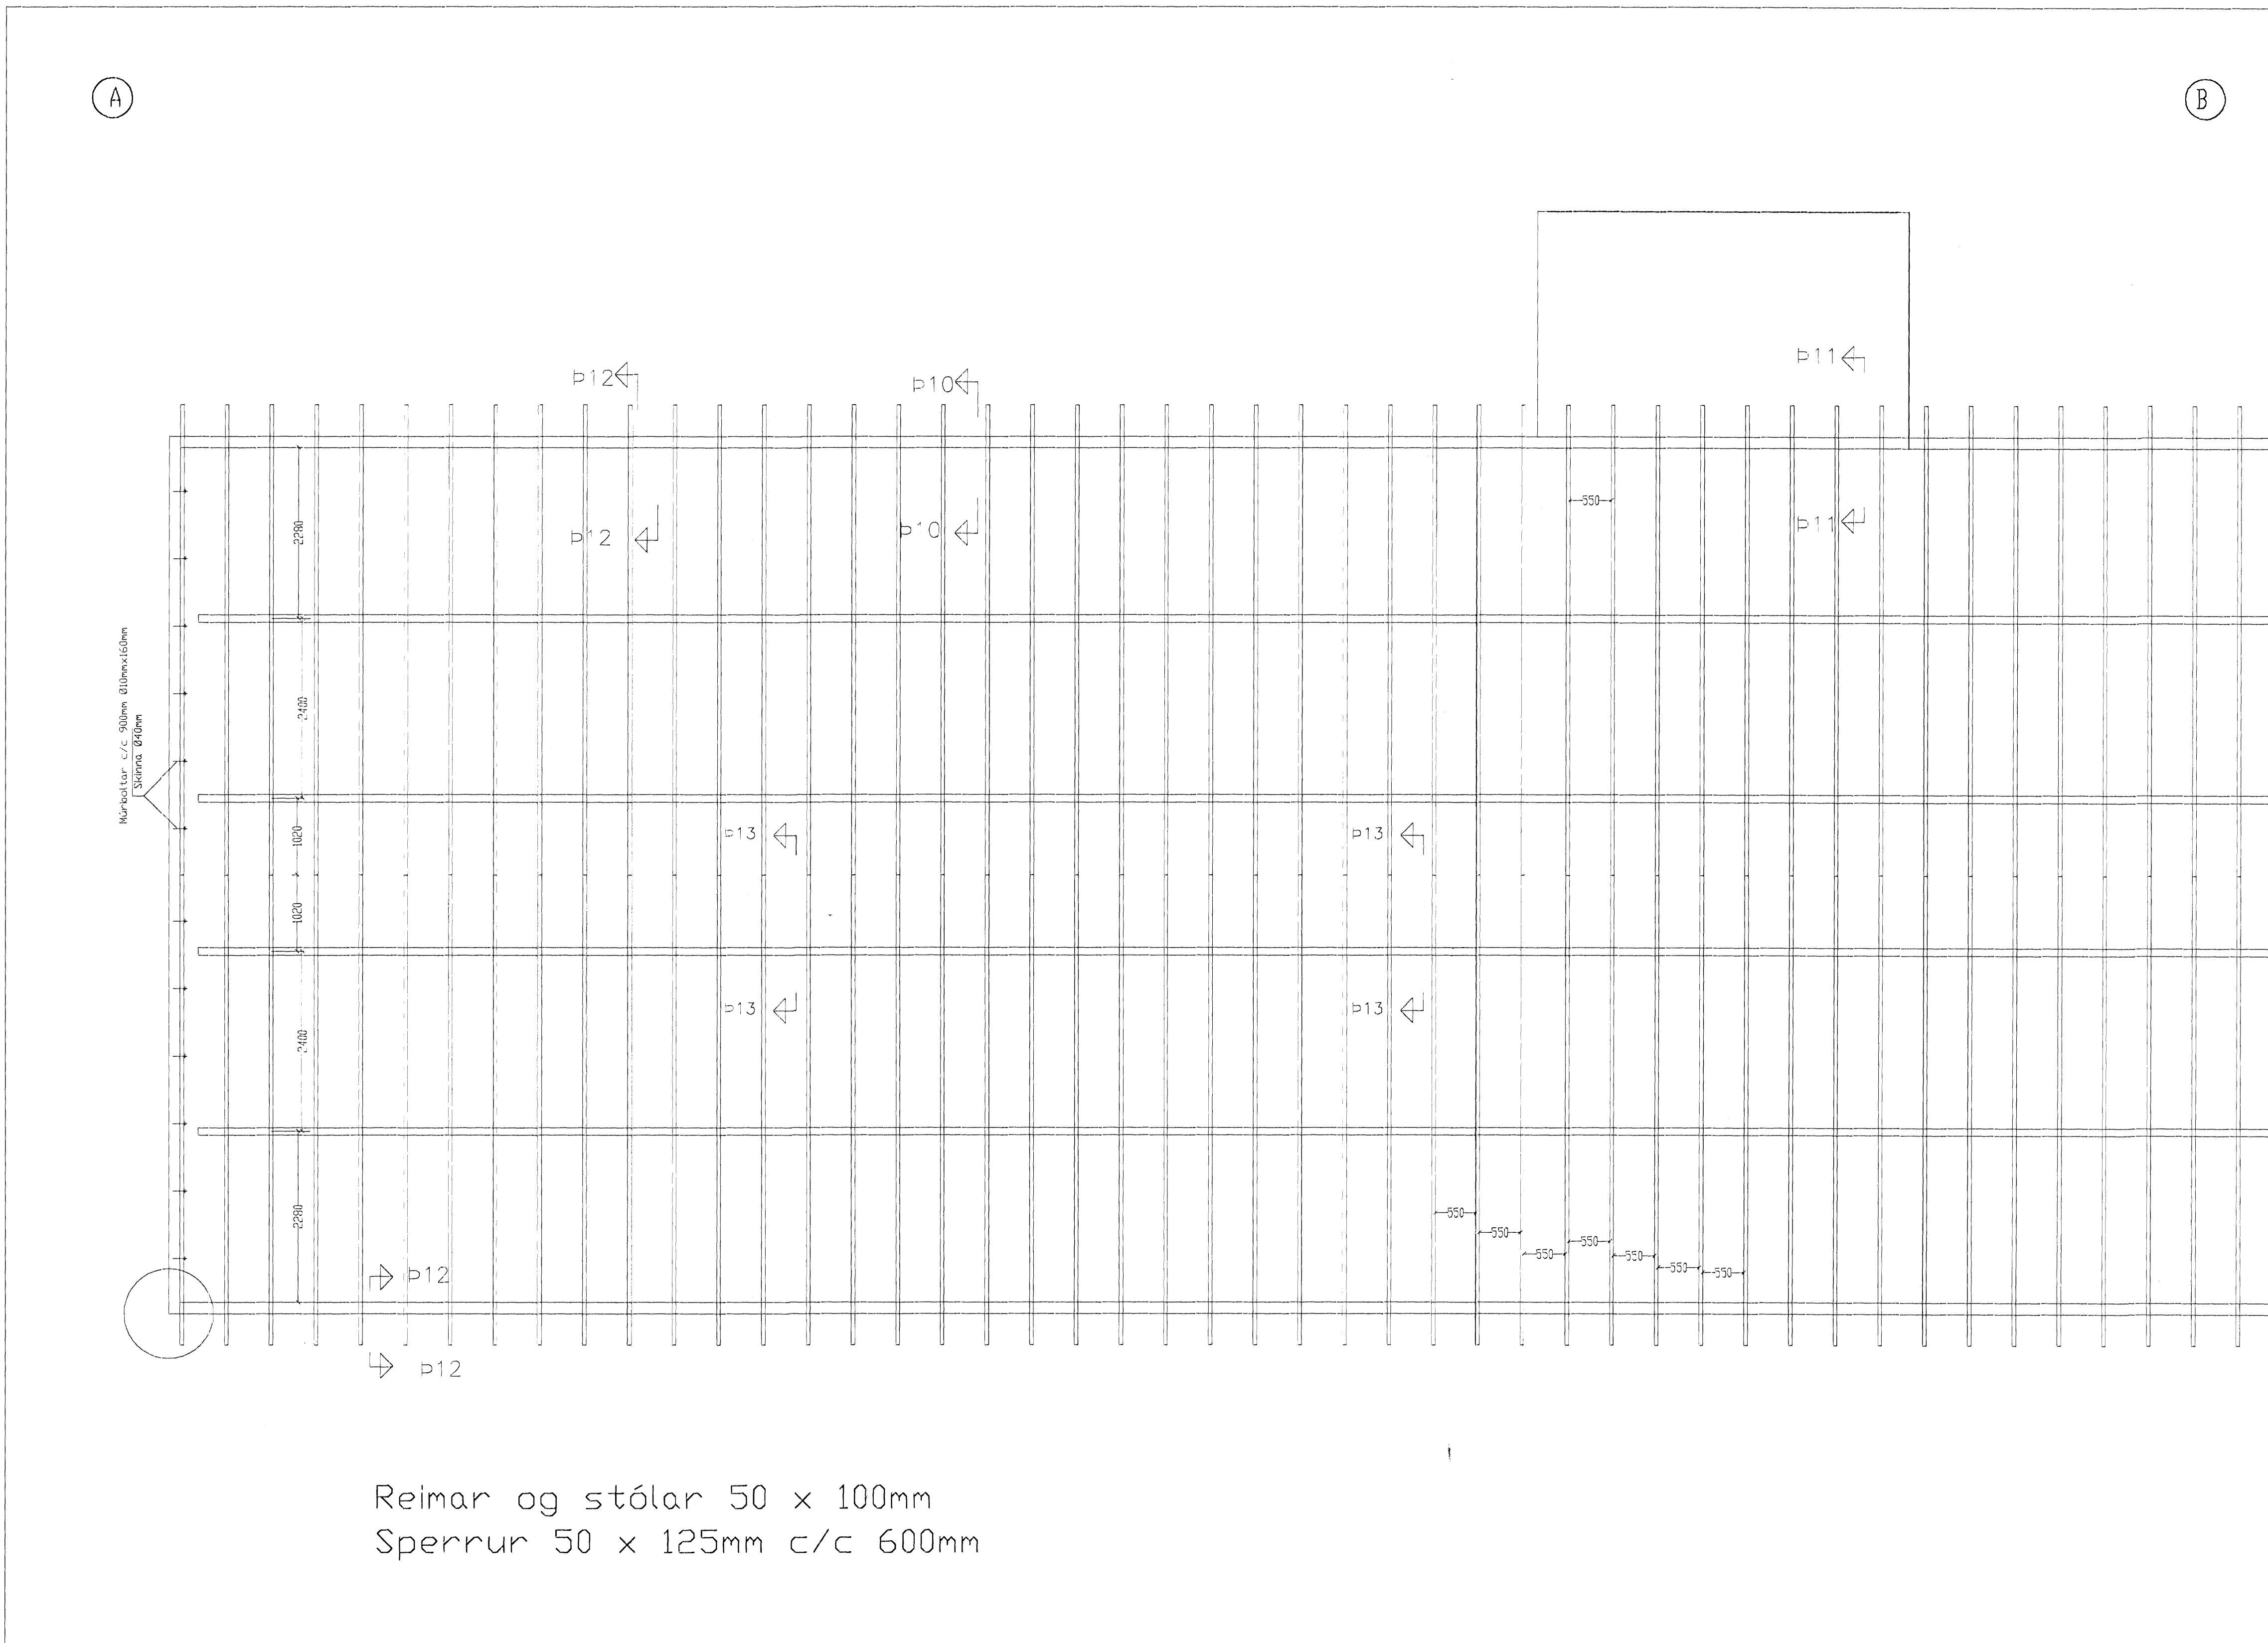 A
B
Þ12
Þ10
Þ11
550
2280
Þ12
Þ10
Þ11
Múrboltar c/c 900mm Ø10mmx160mm
Skinna Ø40mm
2400
1020
Þ13
Þ13
1020
2400
Þ13
Þ13
2280
550
550
550
550
550
550
550
Þ12
Þ12
Reimar og stólar 50 x 100mm
Sperrur 50 x 125mm c/c 600mm